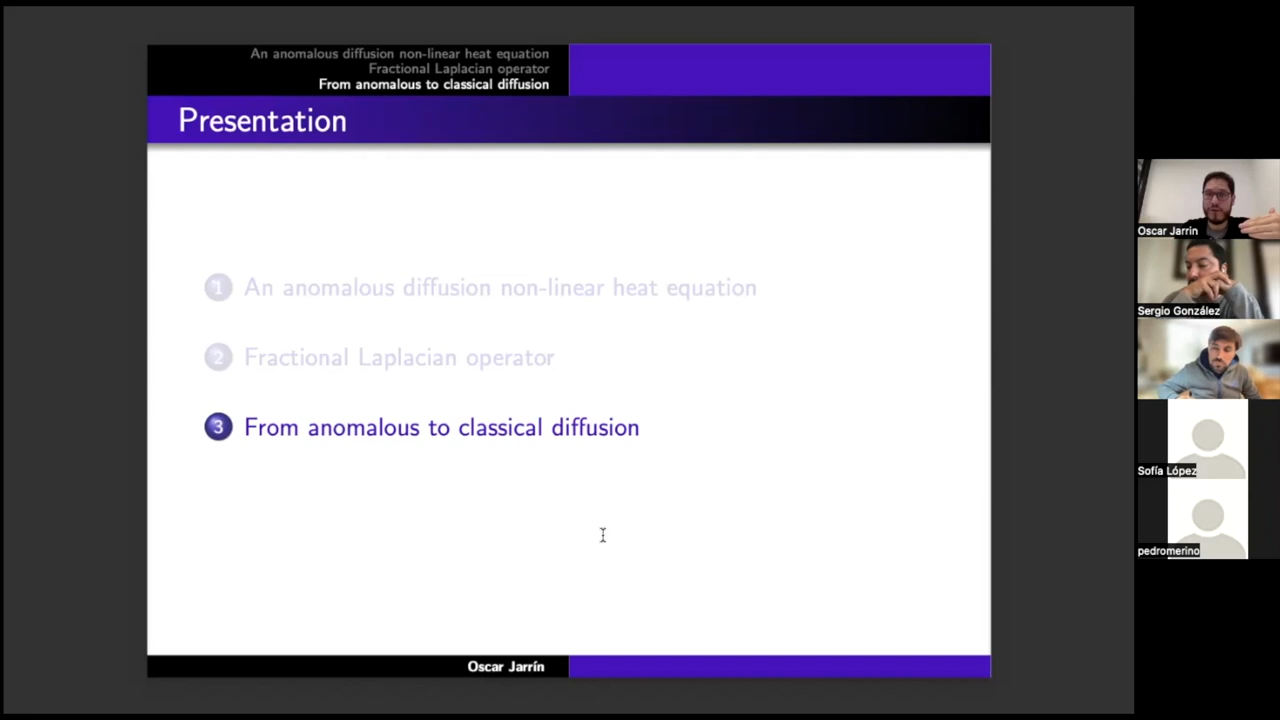 An anomalous diffusion non-linear heat equation
Fractional Laplacian operator
From anomalous to classical diffusion
Presentation
1 An anomalous diffusion non-linear heat equation
2 Fractional Laplacian operator
3 From anomalous to classical diffusion
Oscar Jarrín
Oscar Jarrin
Sergio González
Sofía López
pedromerino